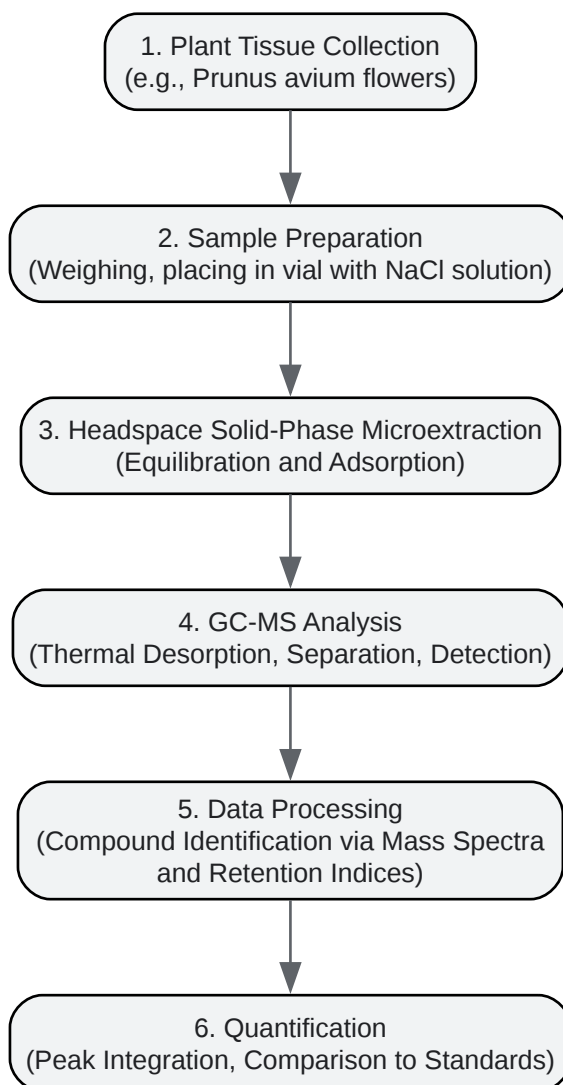 1. Plant Tissue Collection
(e.g., Prunus avium flowers)
2. Sample Preparation
(Weighing, placing in vial with NaCl solution)
3. Headspace Solid-Phase Microextraction
(Equilibration and Adsorption)
4. GC-MS Analysis
(Thermal Desorption, Separation, Detection)
5. Data Processing
(Compound Identification via Mass Spectra
and Retention Indices)
6. Quantification
(Peak Integration, Comparison to Standards)